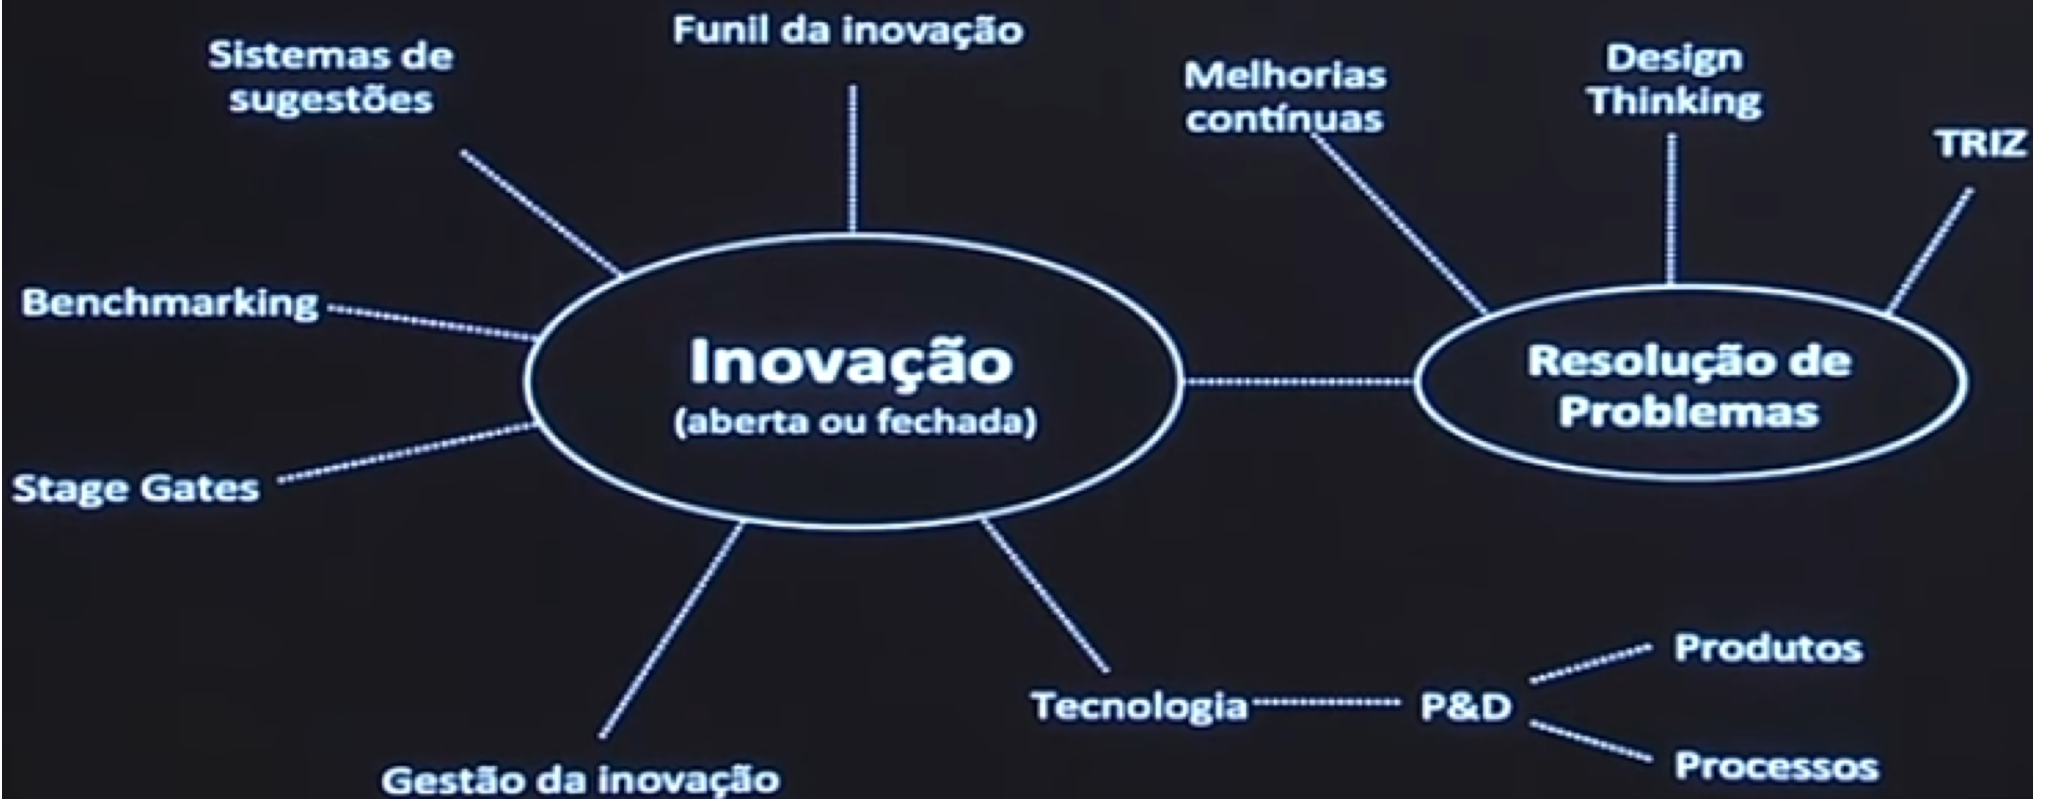 Funil da inovação
Sistemas de
sugestões
Melhorias
contínuas
Design
Thinking
TRIZ
Benchmarking
Inovação
(aberta ou fechada)
Resolução de
Problemas
Stage Gates
Tecnologia
P&D
Produtos
Processos
Gestão da inovação